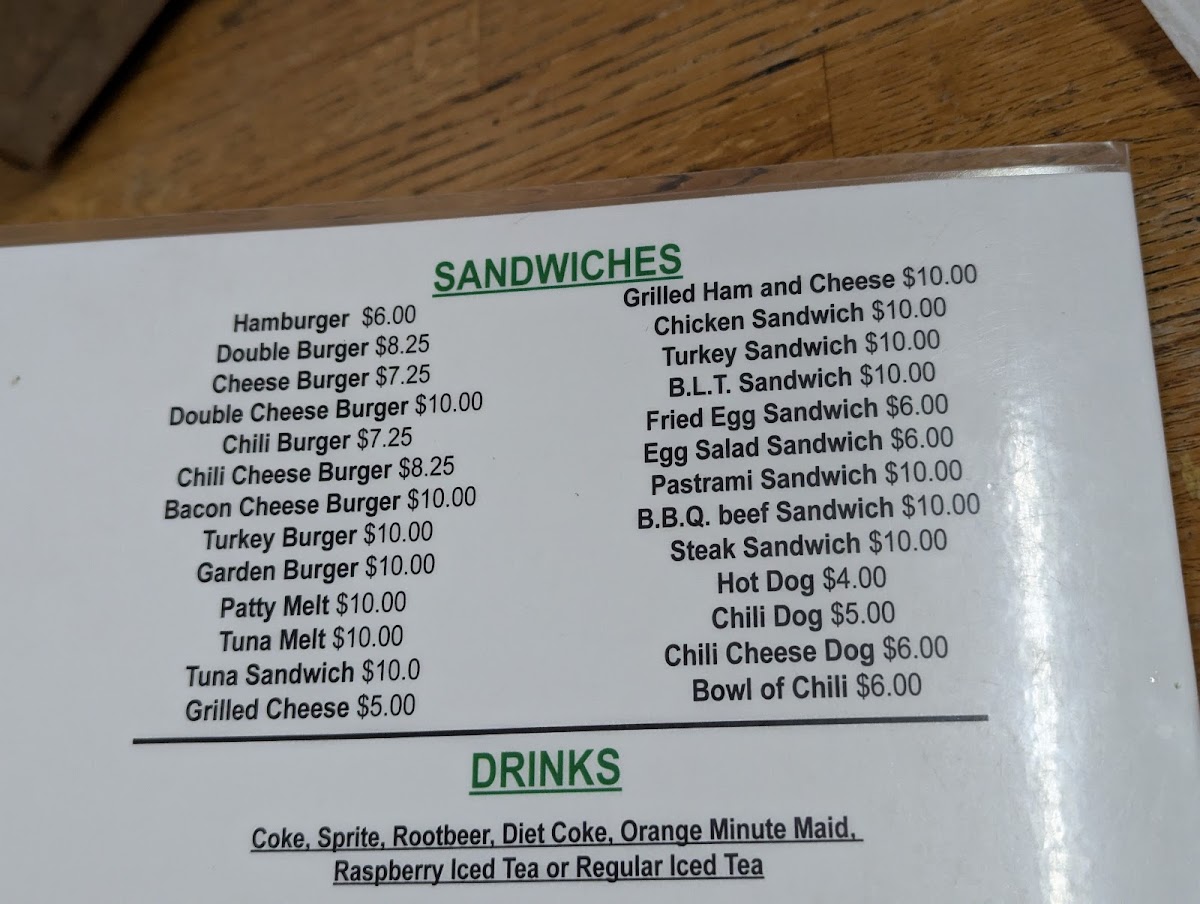 SANDWICHES
Hamburger $6.00
Double Burger $8.25
Cheese Burger $7.25
Double Cheese Burger $10.00
Chili Burger $7.25
Chili Cheese Burger $8.25
Bacon Cheese Burger $10.00
Turkey Burger $10.00
Garden Burger $10.00
Patty Melt $10.00
Tuna Melt $10.00
Tuna Sandwich $10.0
Grilled Cheese $5.00
Grilled Ham and Cheese $10.00
Chicken Sandwich $10.00
Turkey Sandwich $10.00
B.L.T. Sandwich $10.00
Fried Egg Sandwich $6.00
Egg Salad Sandwich $6.00
Pastrami Sandwich $10.00
B.B.Q. beef Sandwich $10.00
Steak Sandwich $10.00
Hot Dog $4.00
Chili Dog $5.00
Chili Cheese Dog $6.00
Bowl of Chili $6.00
DRINKS
Coke, Sprite, Rootbeer, Diet Coke, Orange Minute Maid,
Raspberry Iced Tea or Regular Iced Tea